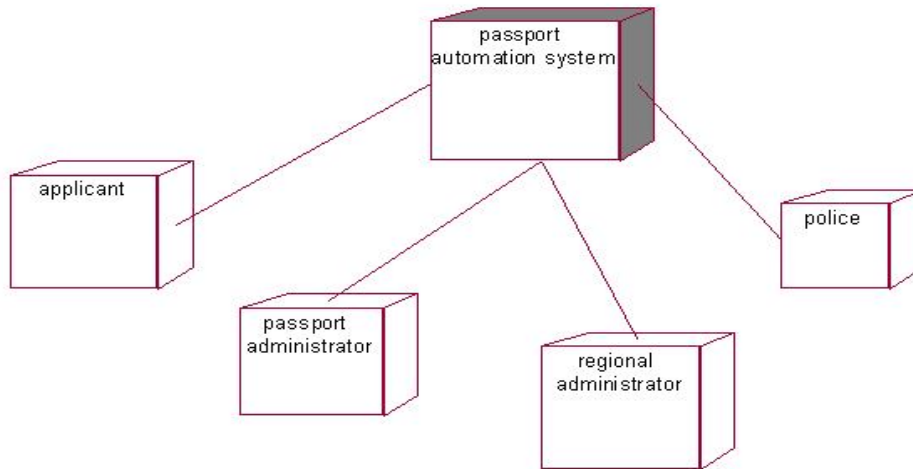 passport
automation system
applicant
police
passport
administrator
regional
administrator